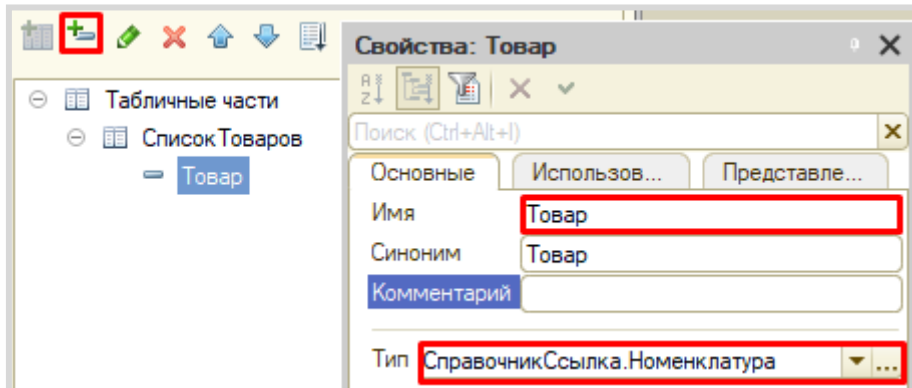 Свойства: Товар
Поиск (Ctrl+Alt+I)
Основные Использов... Представле...
Табличные части
СписокТоваров
Товар
Имя Товар
Синоним Товар
Комментарий
Тип СправочникСсылка.Номенклатура ...